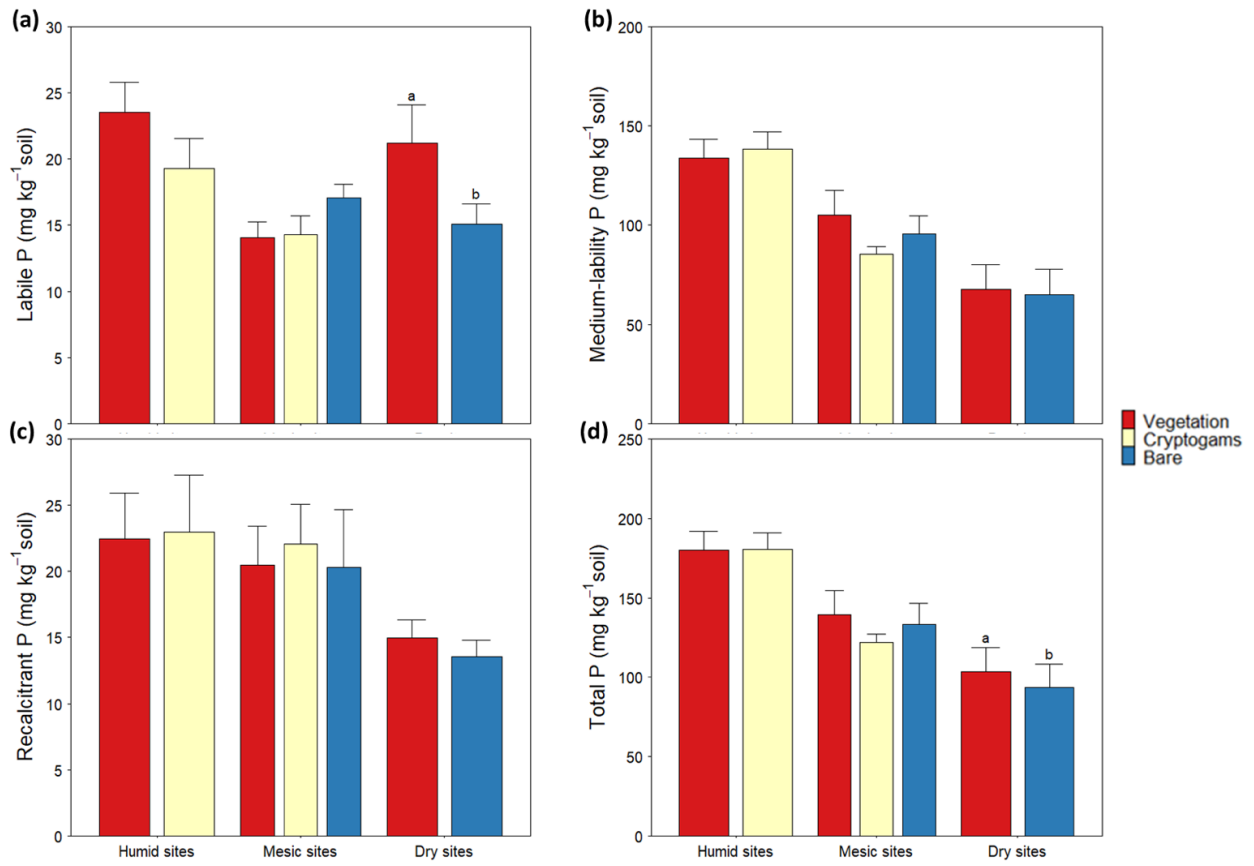 (a)
30
25
20
15
10
5
0
Labile P (mg kg⁻¹soil)
a
b
(b)
200
150
100
50
0
Medium-lability P (mg kg⁻¹soil)
(c)
30
25
20
15
10
5
0
Recalcitrant P (mg kg⁻¹soil)
Humid sites
Mesic sites
Dry sites
(d)
250
200
150
100
50
0
Total P (mg kg⁻¹soil)
a
b
Humid sites
Mesic sites
Dry sites
Vegetation
Cryptogams
Bare